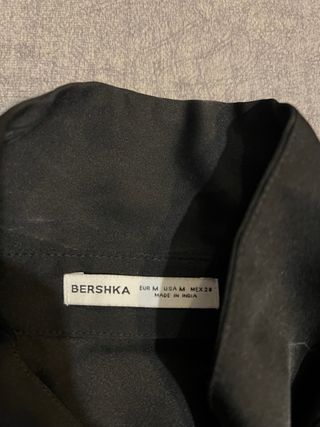 BERSHKA EUR M USA M MEX 28
MADE IN INDIA